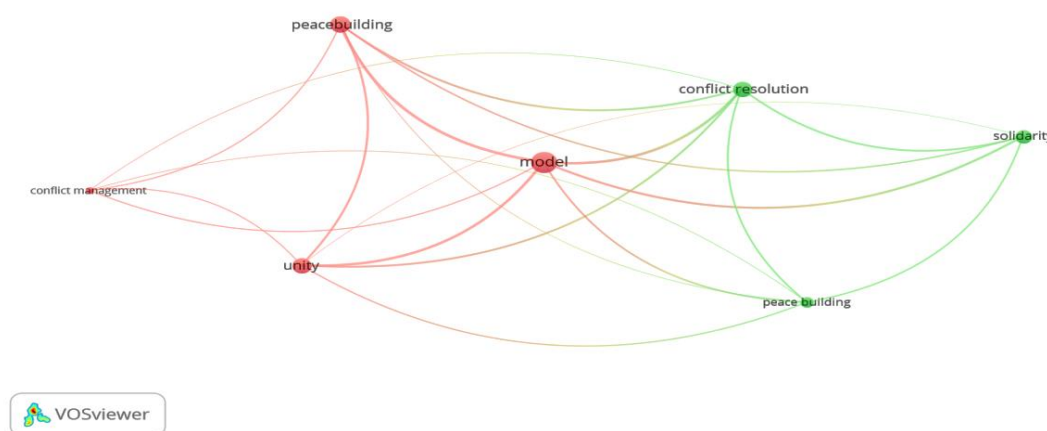 peacebuilding
conflict resolution
solidarity
model
conflict management
unity
peace building
VOSviewer